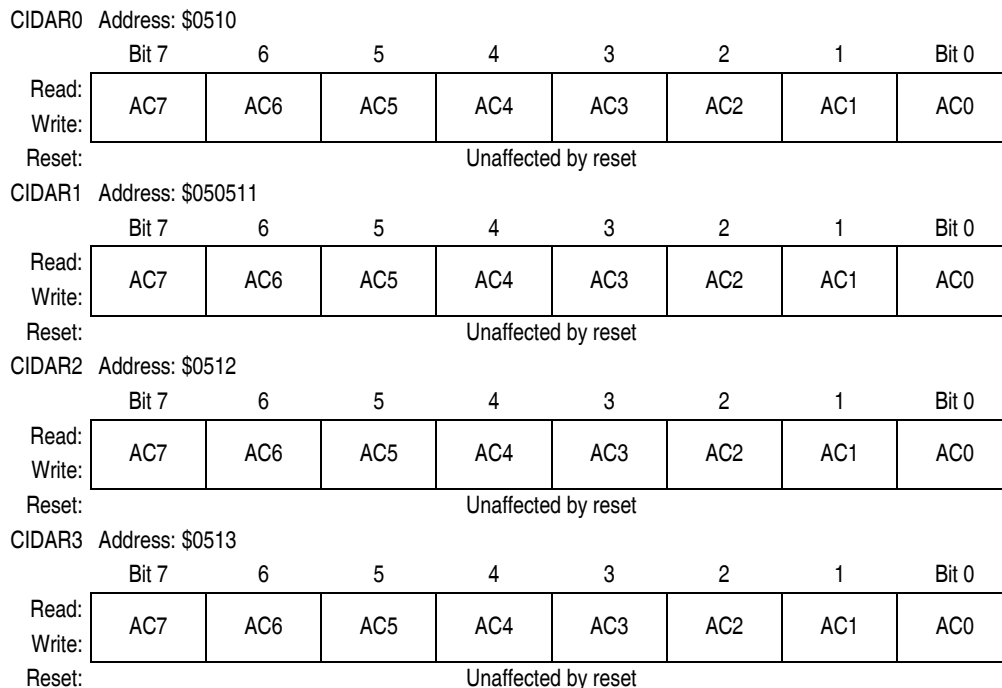 CIDAR0 Address: $0510
Bit 7 6 5 4 3 2 1 Bit 0
Read:
Write:
AC7 AC6 AC5 AC4 AC3 AC2 AC1 AC0
Reset: Unaffected by reset
CIDAR1 Address: $050511
Bit 7 6 5 4 3 2 1 Bit 0
Read:
Write:
AC7 AC6 AC5 AC4 AC3 AC2 AC1 AC0
Reset: Unaffected by reset
CIDAR2 Address: $0512
Bit 7 6 5 4 3 2 1 Bit 0
Read:
Write:
AC7 AC6 AC5 AC4 AC3 AC2 AC1 AC0
Reset: Unaffected by reset
CIDAR3 Address: $0513
Bit 7 6 5 4 3 2 1 Bit 0
Read:
Write:
AC7 AC6 AC5 AC4 AC3 AC2 AC1 AC0
Reset: Unaffected by reset